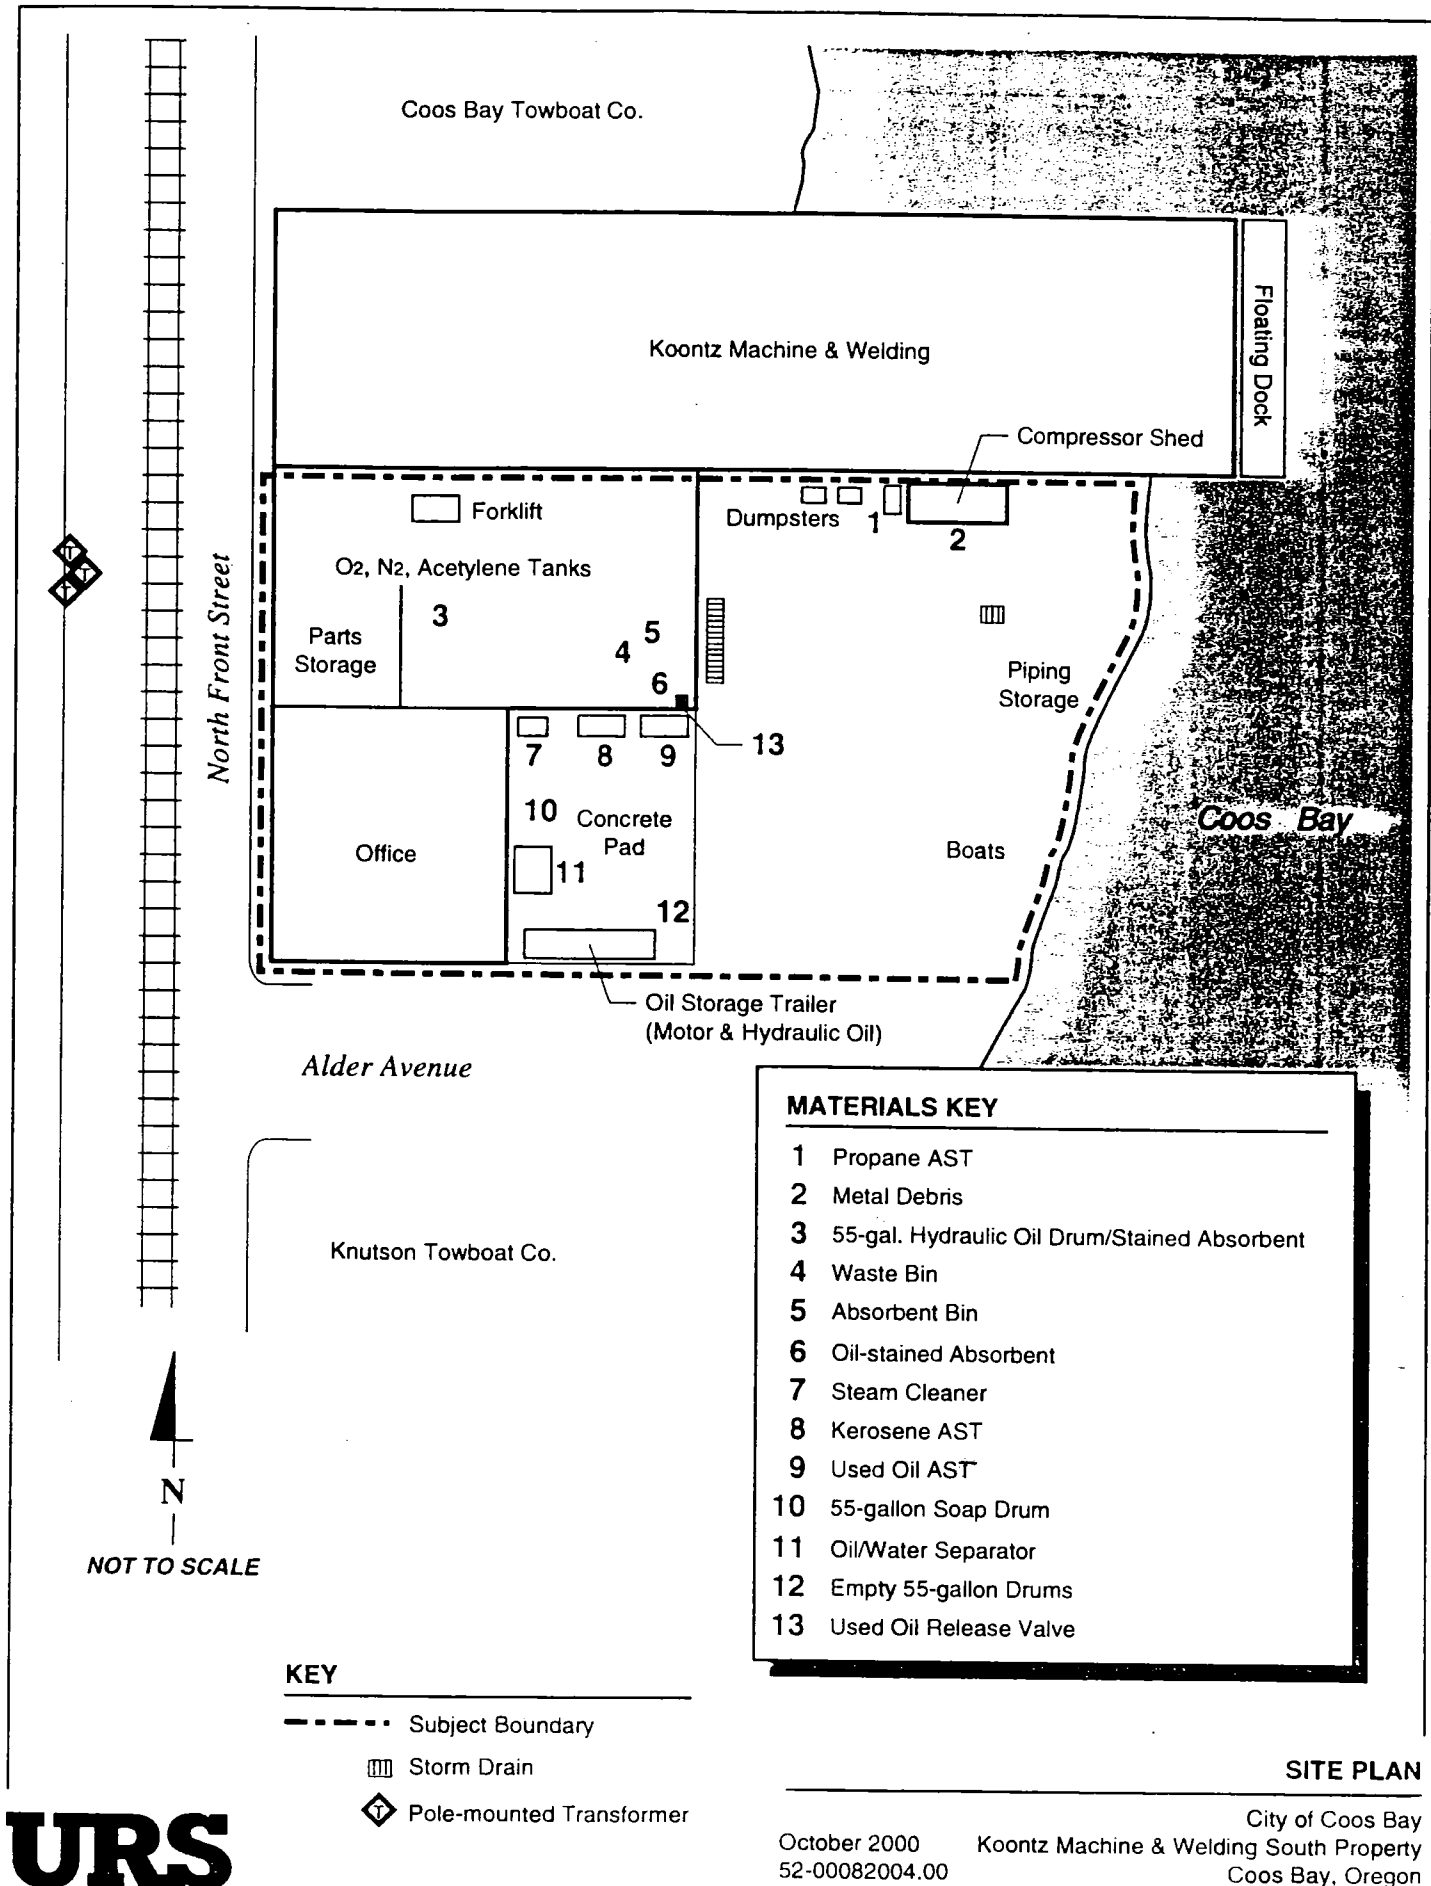 Coos Bay Towboat Co.
Koontz Machine & Welding
Floating Dock
Compressor Shed
Forklift
Dumpsters
1
2
O2, N2, Acetylene Tanks
T
T
T
North Front Street
3
Parts
Storage
5
4
6
Piping
Storage
13
7
8
9
10
Concrete
Pad
Coos Bay
Office
Boats
11
12
Oil Storage Trailer
(Motor & Hydraulic Oil)
Alder Avenue
Knutson Towboat Co.
MATERIALS KEY
1 Propane AST
2 Metal Debris
3 55-gal. Hydraulic Oil Drum/Stained Absorbent
4 Waste Bin
5 Absorbent Bin
6 Oil-stained Absorbent
7 Steam Cleaner
8 Kerosene AST
9 Used Oil AST
10 55-gallon Soap Drum
11 Oil/Water Separator
12 Empty 55-gallon Drums
13 Used Oil Release Valve
N
NOT TO SCALE
KEY
Subject Boundary
Storm Drain
T Pole-mounted Transformer
SITE PLAN
City of Coos Bay
October 2000 Koontz Machine & Welding South Property
52-00082004.00 Coos Bay, Oregon
URS